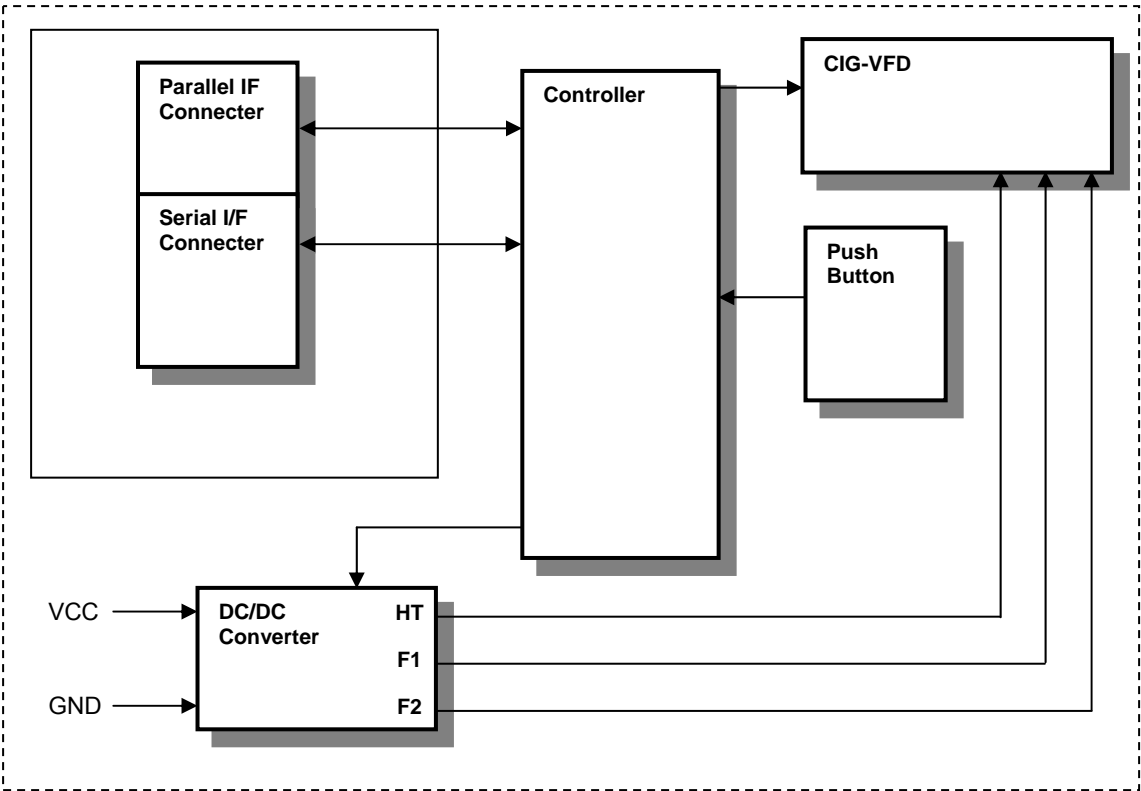 Parallel IF
Connecter
Serial I/F
Connecter
Controller
CIG-VFD
Push
Button
VCC
GND
DC/DC
Converter
HT
F1
F2